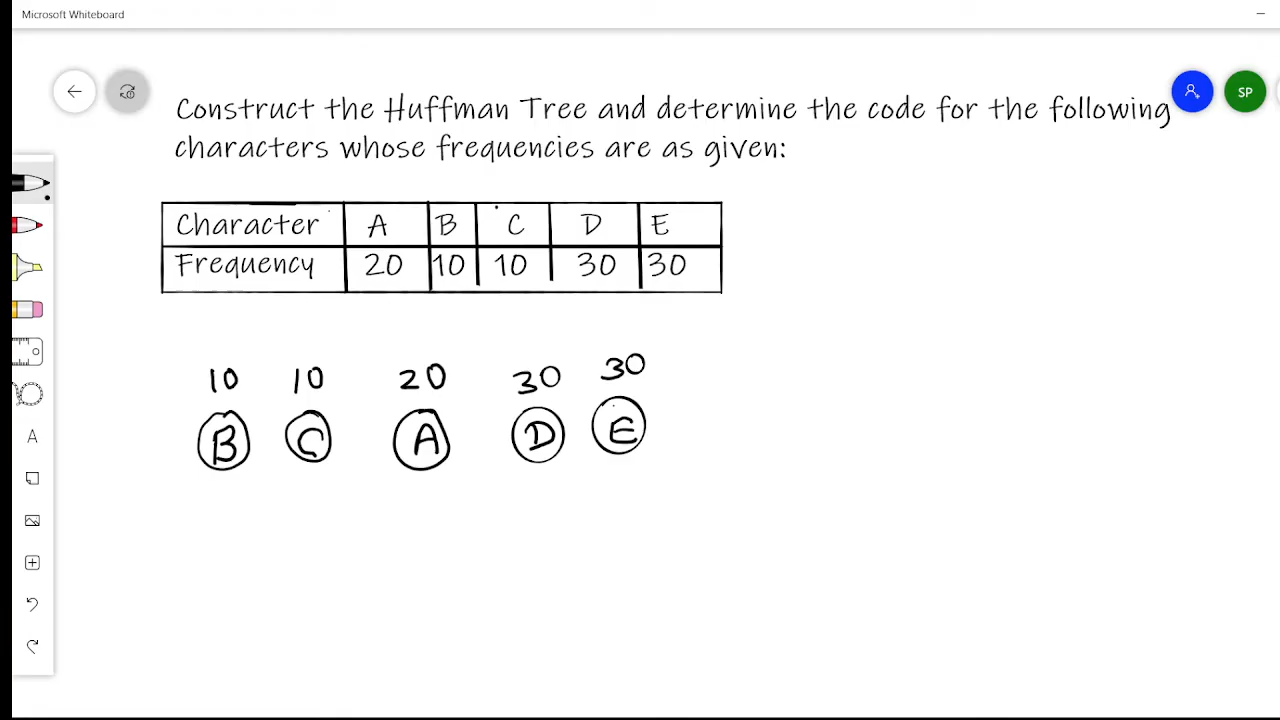 Microsoft Whiteboard
Construct the Huffman Tree and determine the code for the following
characters whose frequencies are as given:
Character A B C D E
Frequency 20 10 10 30 30
10 10 20 30 30
B C A D E
SP
A